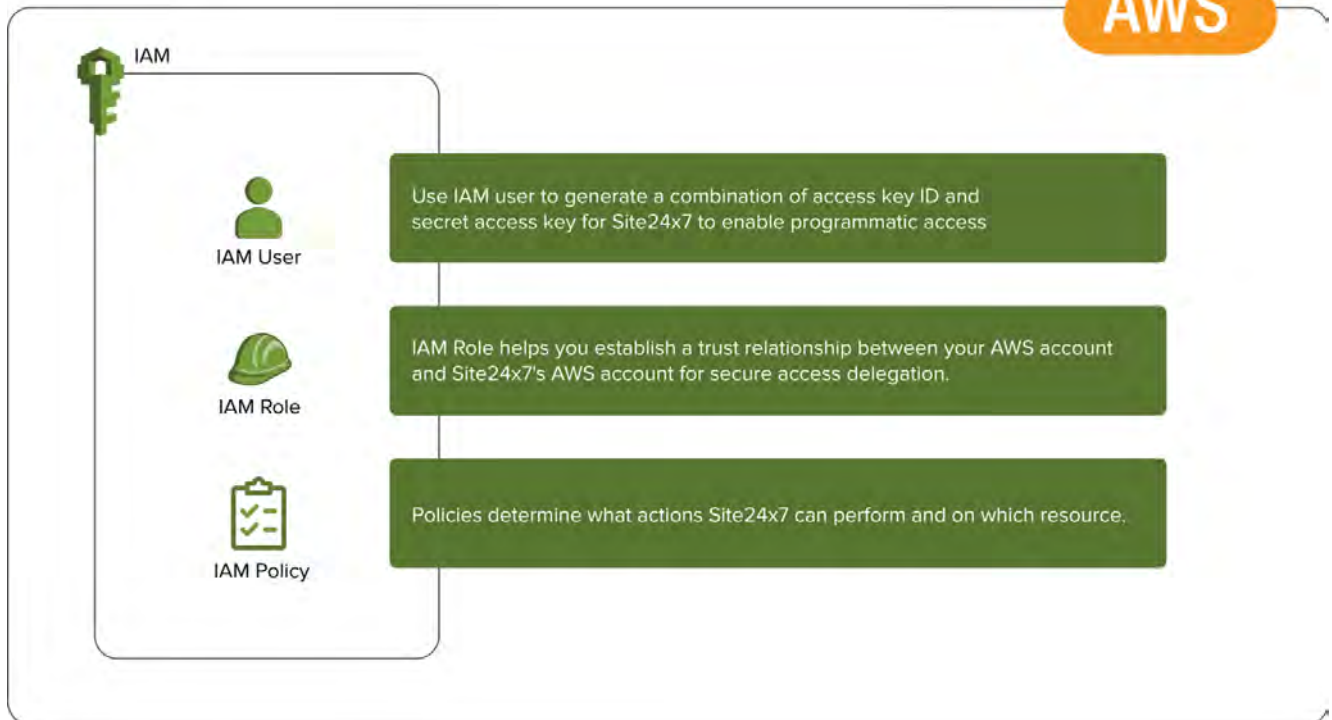 AWS
IAM
Use IAM user to generate a combination of access key ID and
secret access key for Site24x7 to enable programmatic access
IAM User
IAM Role helps you establish a trust relationship between your AWS account
and Site24x7's AWS account for secure access delegation.
IAM Role
Policies determine what actions Site24x7 can perform and on which resource.
IAM Policy